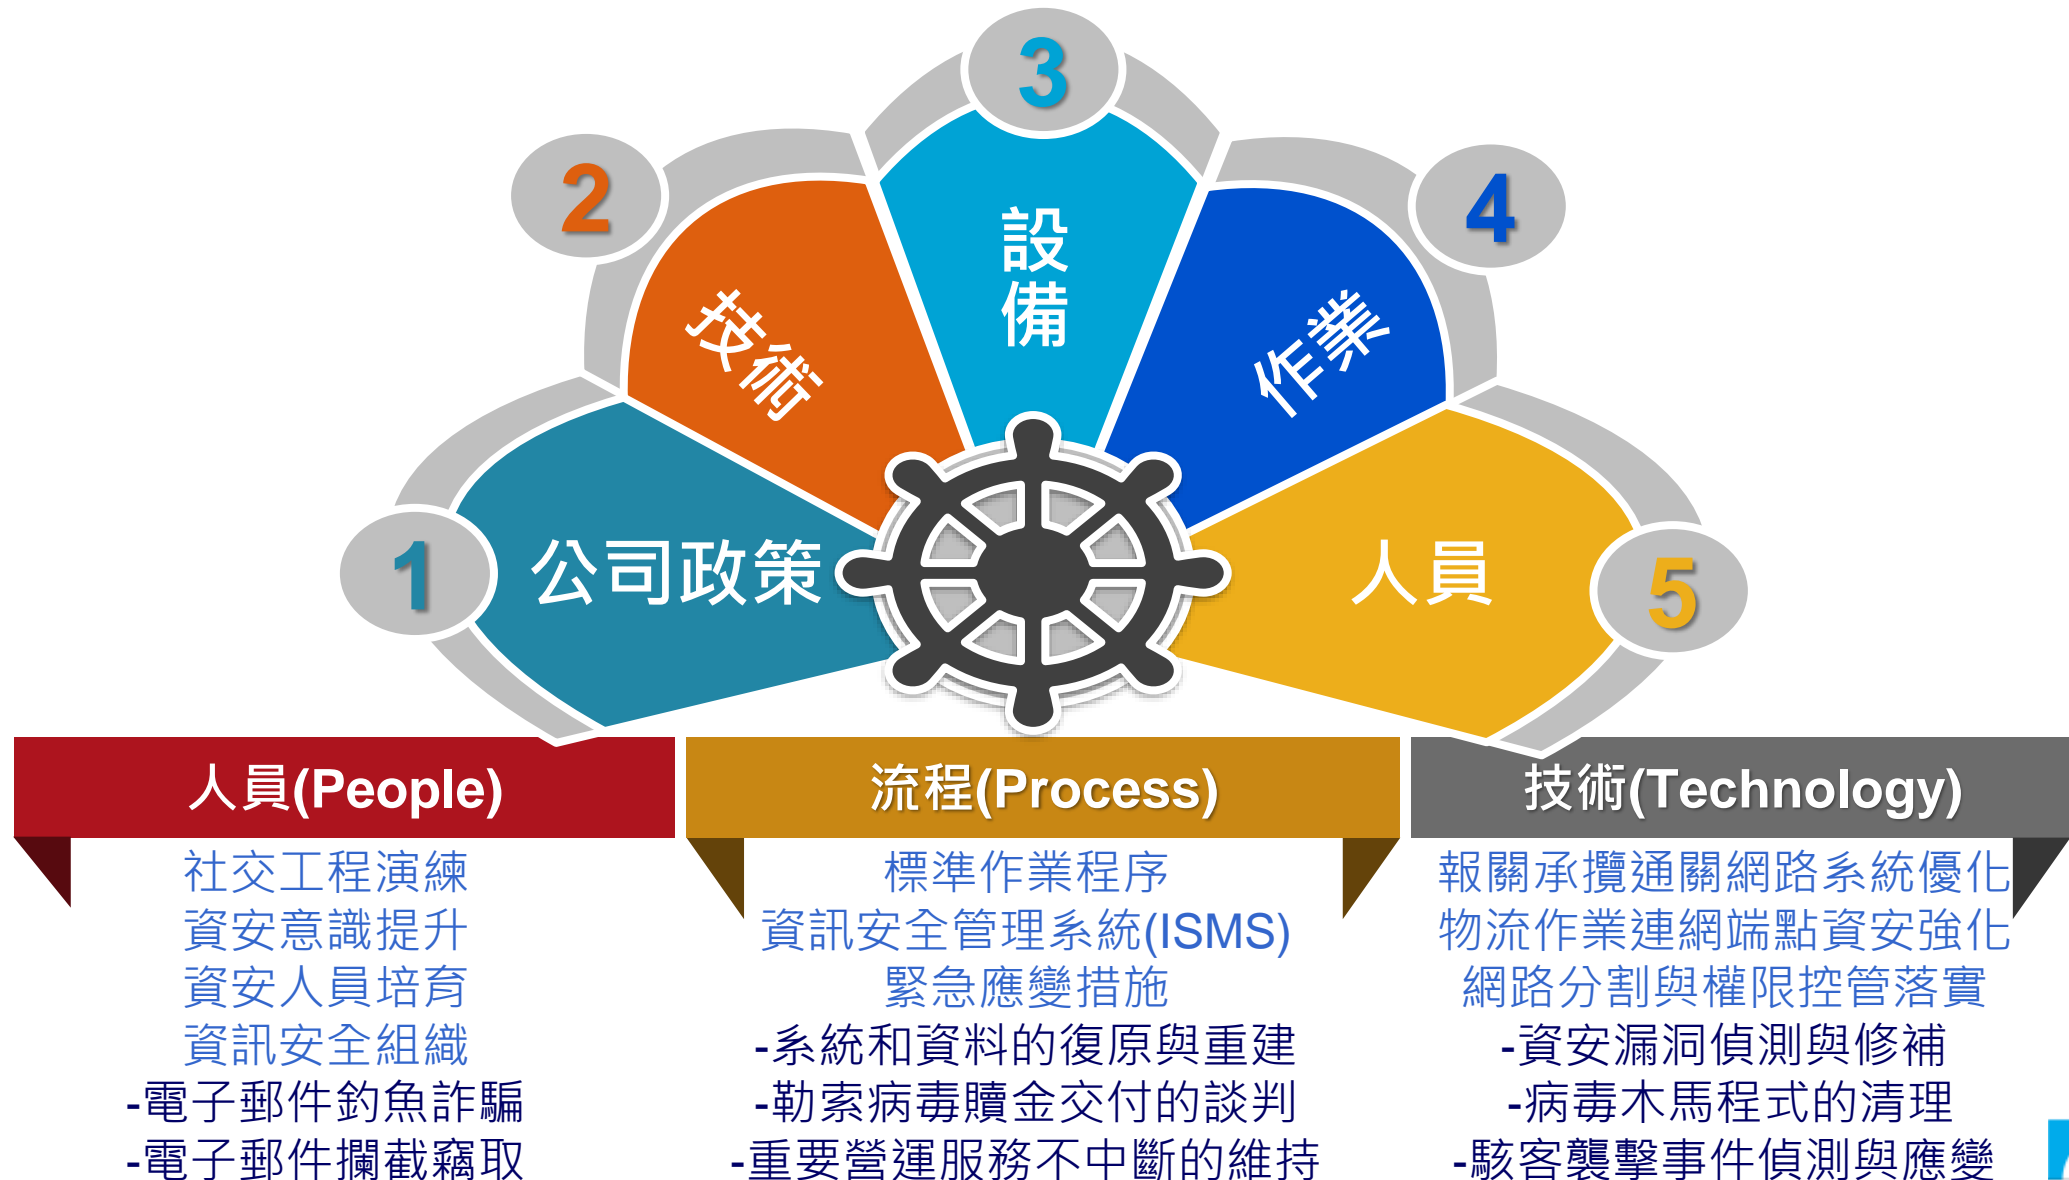 3
2
4
設備
技術
作業
1
公司政策
人員
5
人員(People)
社交工程演練
資安意識提升
資安人員培育
資訊安全組織
-電子郵件釣魚詐騙
-電子郵件攔截竊取
流程(Process)
標準作業程序
資訊安全管理系統(ISMS)
緊急應變措施
-系統和資料的復原與重建
-勒索病毒贖金交付的談判
-重要營運服務不中斷的維持
技術(Technology)
報關承攬通關網路系統優化
物流作業連網端點資安強化
網路分割與權限控管落實
-資安漏洞偵測與修補
-病毒木馬程式的清理
-駭客襲擊事件偵測與應變